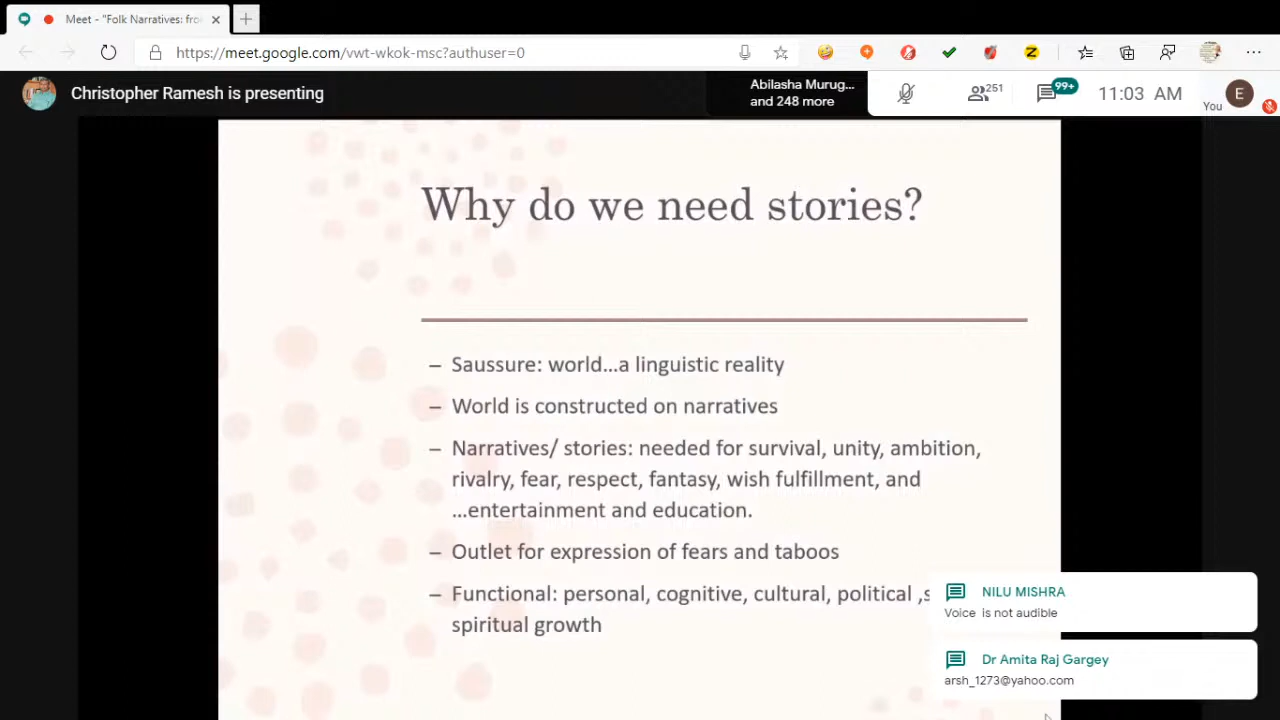 Meet - "Folk Narratives: fro
https://meet.google.com/vwt-wkok-msc?authuser=0
Christopher Ramesh is presenting
Abilasha Murug...
and 248 more
251
99+
11:03 AM
You
E
Why do we need stories?
– Saussure: world...a linguistic reality
– World is constructed on narratives
– Narratives/ stories: needed for survival, unity, ambition,
rivalry, fear, respect, fantasy, wish fulfillment, and
...entertainment and education.
– Outlet for expression of fears and taboos
– Functional: personal, cognitive, cultural, political ,s
spiritual growth
NILU MISHRA
Voice is not audible
Dr Amita Raj Gargey
arsh_1273@yahoo.com